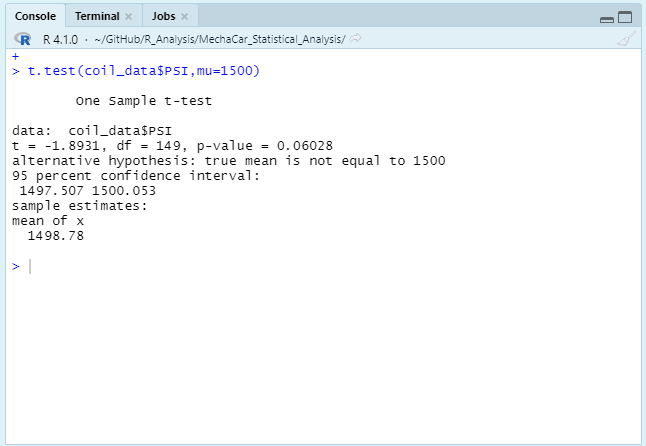 Console Terminal Jobs
R 4.1.0 · ~/GitHub/R_Analysis/MechaCar_Statistical_Analysis/
+
> t.test(coil_data$PSI,mu=1500)
One Sample t-test
data:  coil_data$PSI
t = -1.8931, df = 149, p-value = 0.06028
alternative hypothesis: true mean is not equal to 1500
95 percent confidence interval:
1497.507 1500.053
sample estimates:
mean of x
1498.78
>